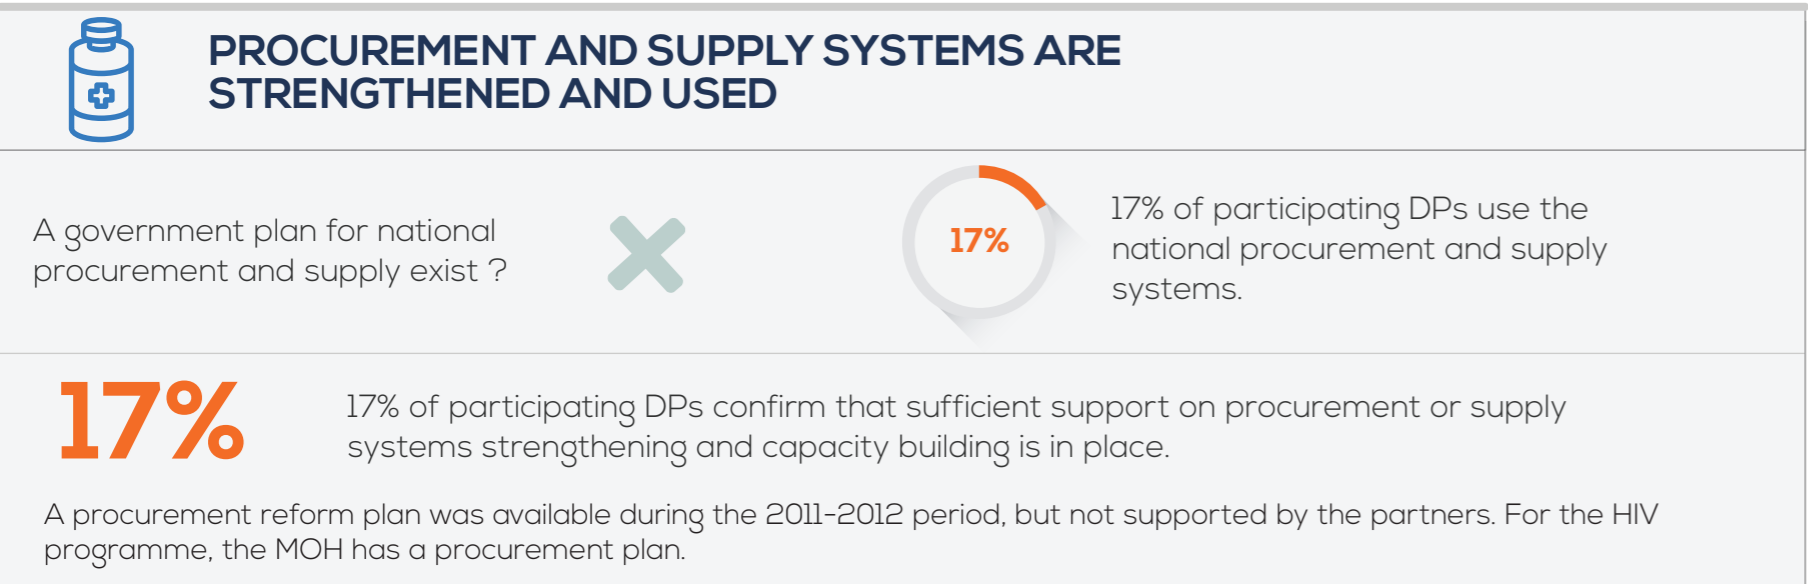 PROCUREMENT AND SUPPLY SYSTEMS ARE
STRENGTHENED AND USED
A government plan for national
procurement and supply exist ?
17%
17% of participating DPs use the
national procurement and supply
systems.
17%
17% of participating DPs confirm that sufficient support on procurement or supply
systems strengthening and capacity building is in place.
A procurement reform plan was available during the 2011-2012 period, but not supported by the partners. For the HIV
programme, the MOH has a procurement plan.